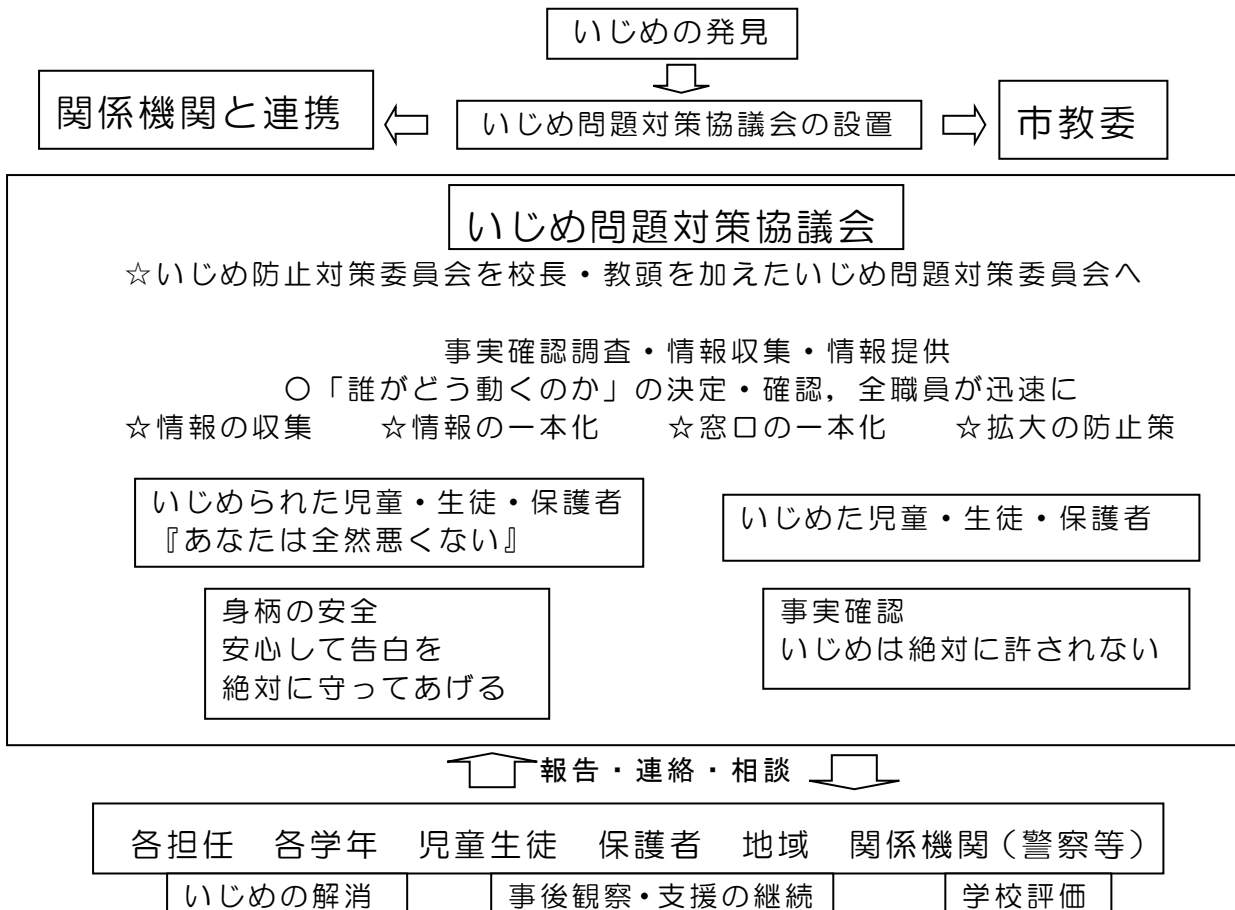 いじめの発見
関係機関と連携
いじめ問題対策協議会の設置
市教委
いじめ問題対策協議会
☆いじめ防止対策委員会を校長・教頭を加えたいじめ問題対策委員会へ
事実確認調査・情報収集・情報提供
〇「誰がどう動くのか」の決定・確認，全職員が迅速に
☆情報の収集　☆情報の一本化　☆窓口の一本化　☆拡大の防止策
いじめられた児童・生徒・保護者
『あなたは全然悪くない』
いじめた児童・生徒・保護者
身柄の安全
安心して告白を
絶対に守ってあげる
事実確認
いじめは絶対に許されない
報告・連絡・相談
各担任　各学年　児童生徒　保護者　地域　関係機関（警察等）
いじめの解消
事後観察・支援の継続
学校評価